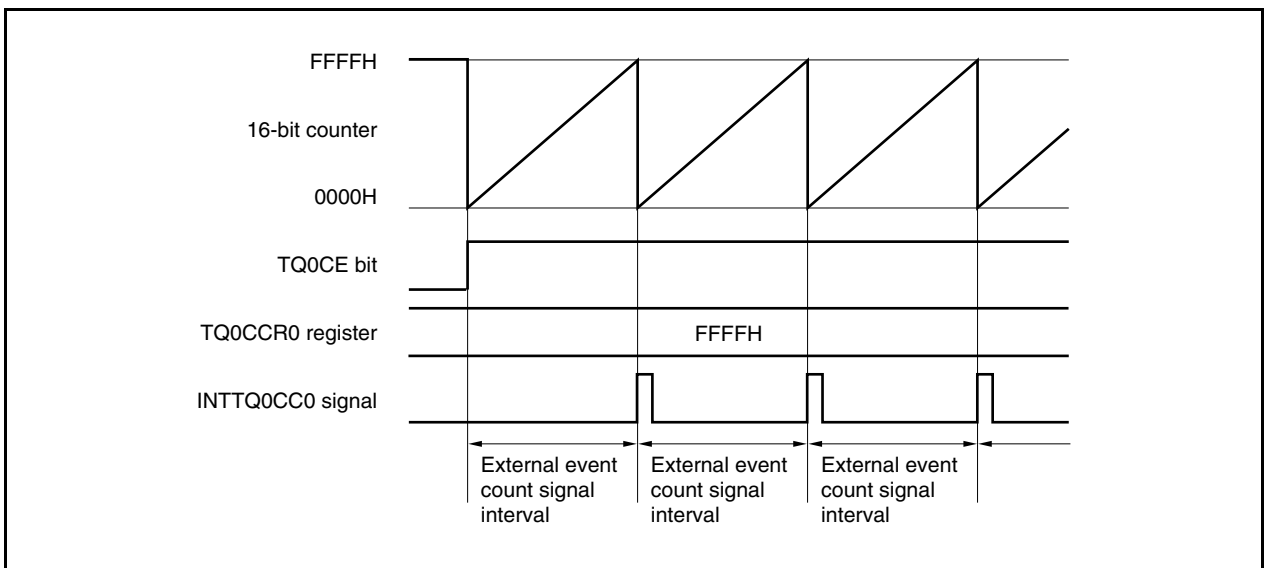 FFFFH
16-bit counter
0000H
TQ0CE bit
TQ0CCR0 register
FFFFH
INTTQ0CC0 signal
External event
count signal
interval
External event
count signal
interval
External event
count signal
interval